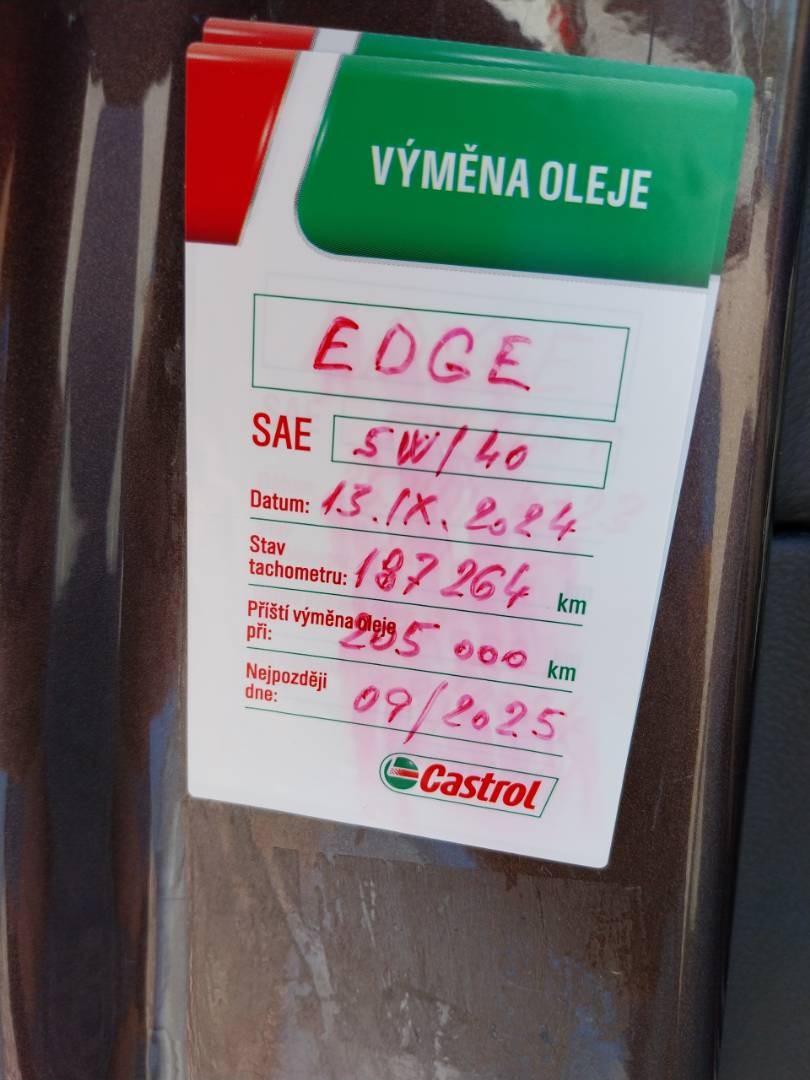 VÝMĚNA OLEJE
EDGE
SAE 5W/40
Datum: 13.IX.2024
Stav
tachometru: 187 264 km
Příští výměna oleje
při: 205 000 km
Nejpozději
dne: 09/2025
Castrol